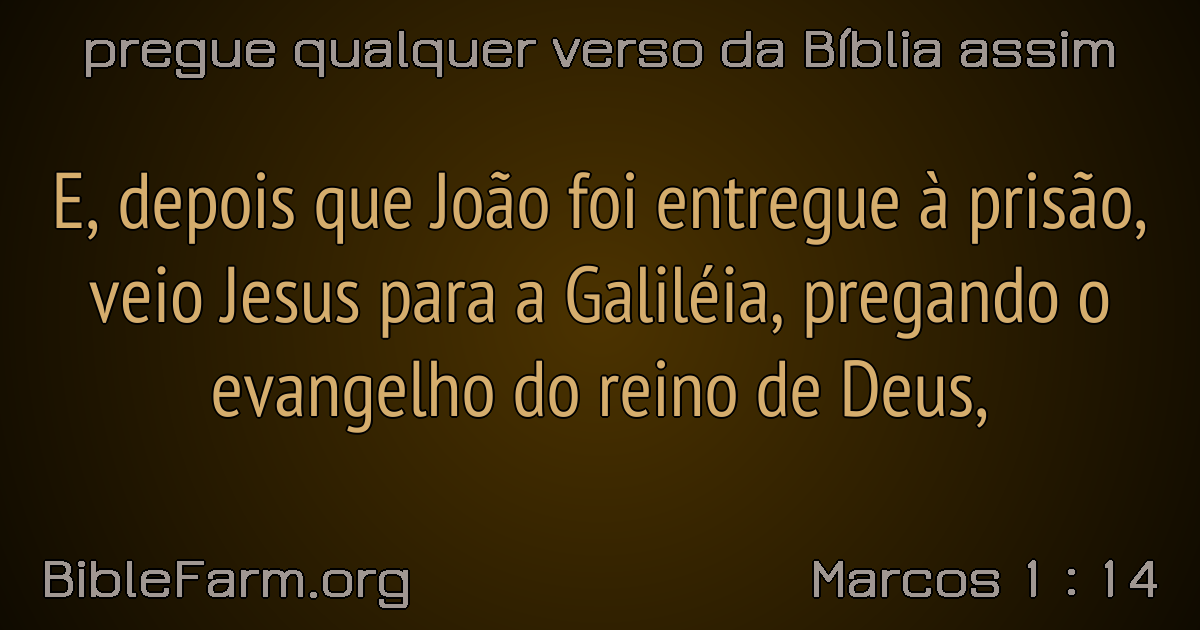 pregue qualquer verso da Bíblia assim
E, depois que João foi entregue à prisão,
veio Jesus para a Galiléia, pregando o
evangelho do reino de Deus,
BibleFarm.org
Marcos 1 : 14